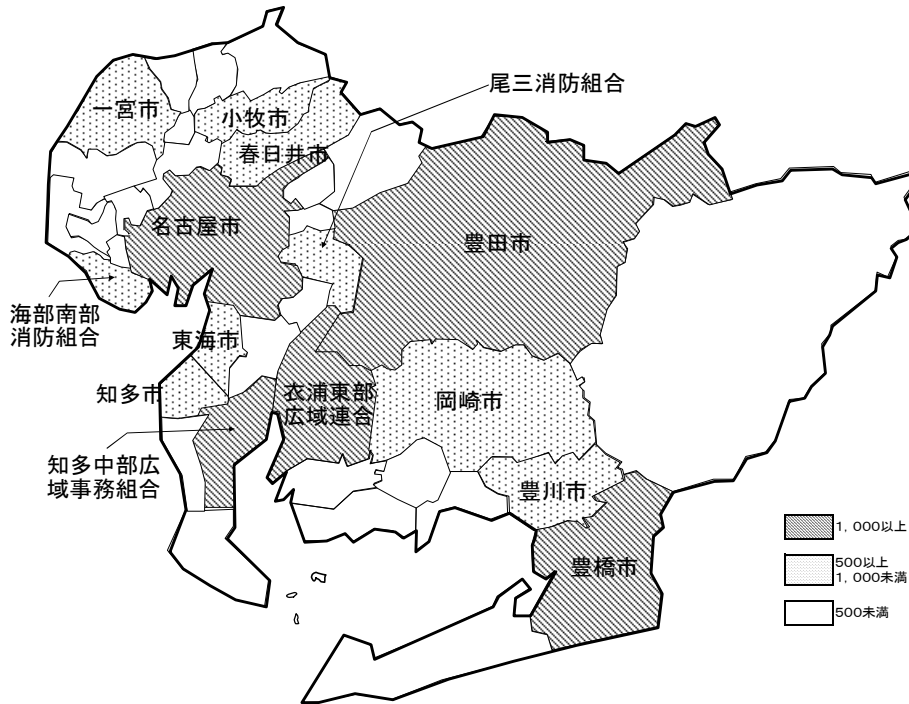 尾三消防組合
一宮市
小牧市
春日井市
名古屋市
豊田市
海部南部
消防組合
東海市
知多市
衣浦東部
広域連合
岡崎市
知多中部広
域事務組合
豊川市
豊橋市
1,000以上
500以上
1,000未満
500未満